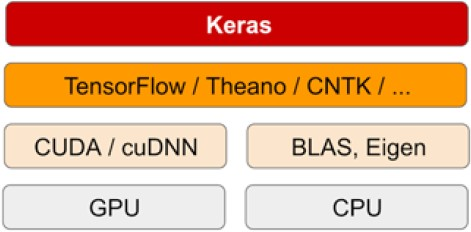 Keras
TensorFlow / Theano / CNTK / ...
CUDA / cuDNN
BLAS, Eigen
GPU
CPU